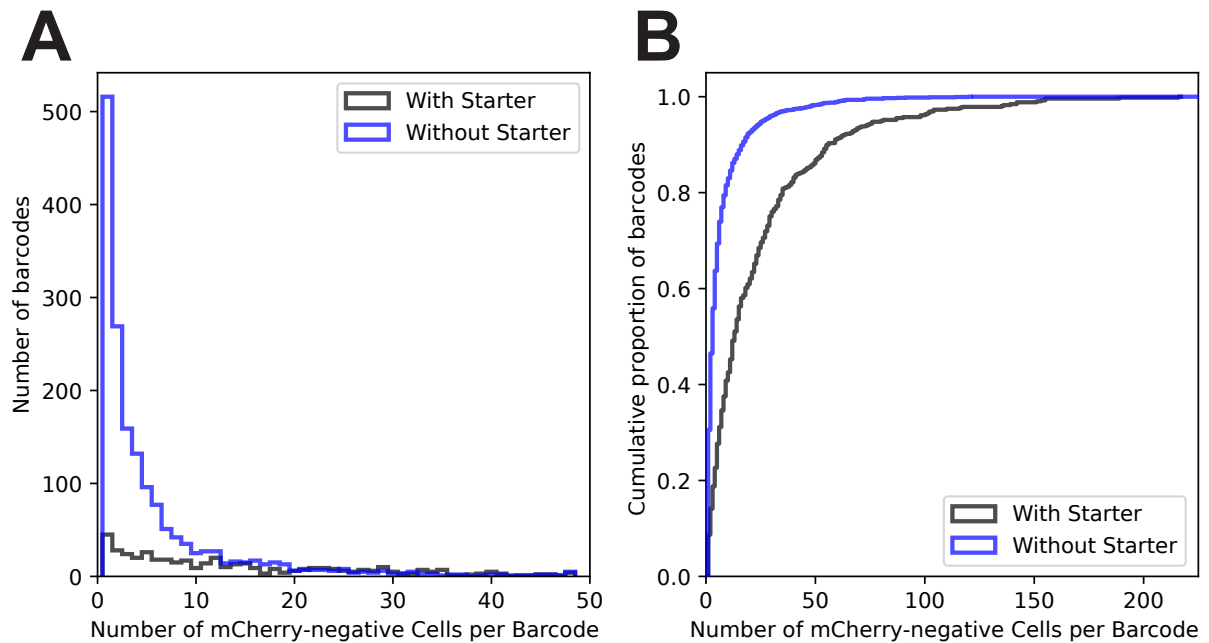 A
B
Number of barcodes
500
400
300
200
100
0
With Starter
Without Starter
0
10
20
30
40
50
Number of mCherry-negative Cells per Barcode
Cumulative proportion of barcodes
1.0
0.8
0.6
0.4
0.2
0.0
With Starter
Without Starter
0
50
100
150
200
Number of mCherry-negative Cells per Barcode